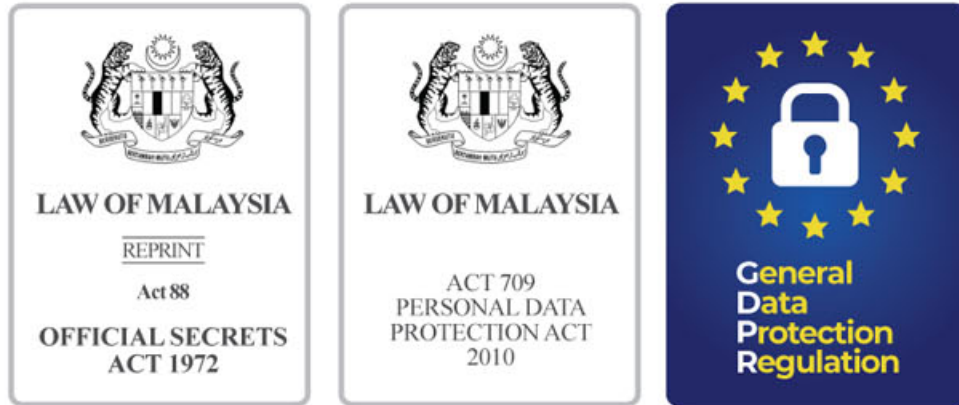 LAW OF MALAYSIA
REPRINT
Act 88
OFFICIAL SECRETS
ACT 1972
LAW OF MALAYSIA
ACT 709
PERSONAL DATA
PROTECTION ACT
2010
General
Data
Protection
Regulation